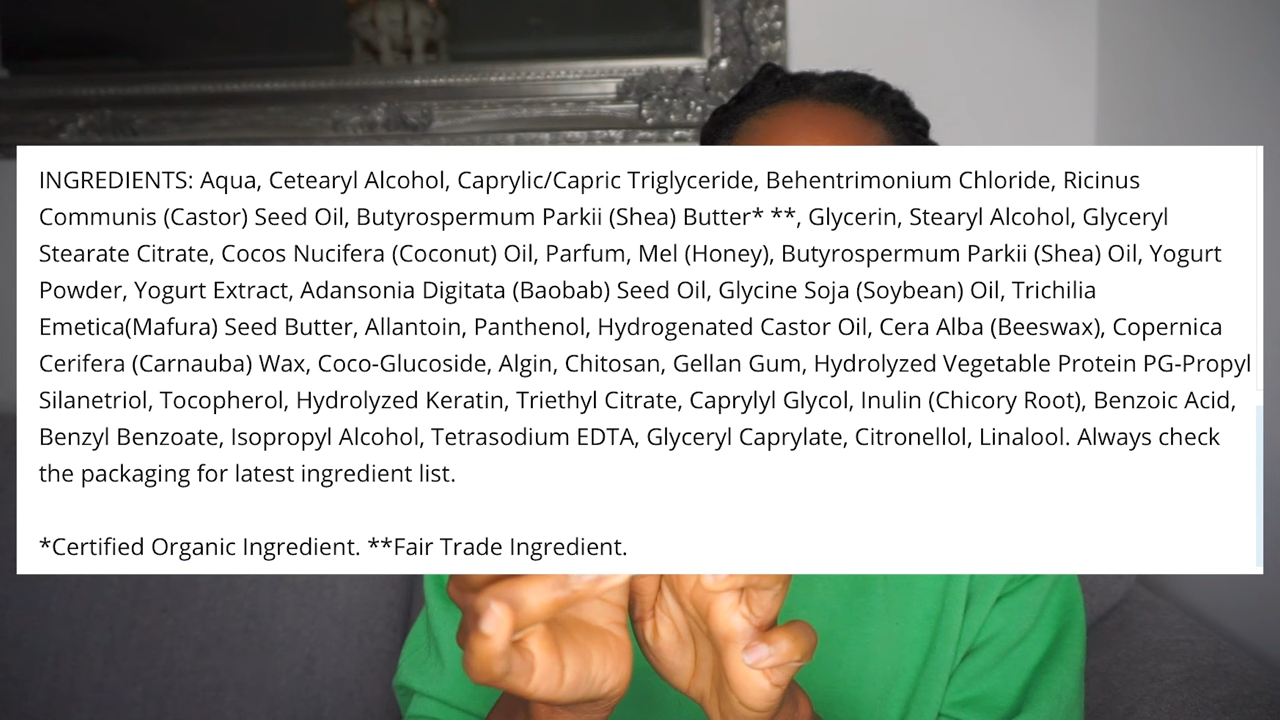 INGREDIENTS: Aqua, Cetearyl Alcohol, Caprylic/Capric Triglyceride, Behentrimonium Chloride, Ricinus
Communis (Castor) Seed Oil, Butyrospermum Parkii (Shea) Butter* **, Glycerin, Stearyl Alcohol, Glyceryl
Stearate Citrate, Cocos Nucifera (Coconut) Oil, Parfum, Mel (Honey), Butyrospermum Parkii (Shea) Oil, Yogurt
Powder, Yogurt Extract, Adansonia Digitata (Baobab) Seed Oil, Glycine Soja (Soybean) Oil, Trichilia
Emetica(Mafura) Seed Butter, Allantoin, Panthenol, Hydrogenated Castor Oil, Cera Alba (Beeswax), Copernica
Cerifera (Carnauba) Wax, Coco-Glucoside, Algin, Chitosan, Gellan Gum, Hydrolyzed Vegetable Protein PG-Propyl
Silanetriol, Tocopherol, Hydrolyzed Keratin, Triethyl Citrate, Caprylyl Glycol, Inulin (Chicory Root), Benzoic Acid,
Benzyl Benzoate, Isopropyl Alcohol, Tetrasodium EDTA, Glyceryl Caprylate, Citronellol, Linalool. Always check
the packaging for latest ingredient list.
*Certified Organic Ingredient. **Fair Trade Ingredient.